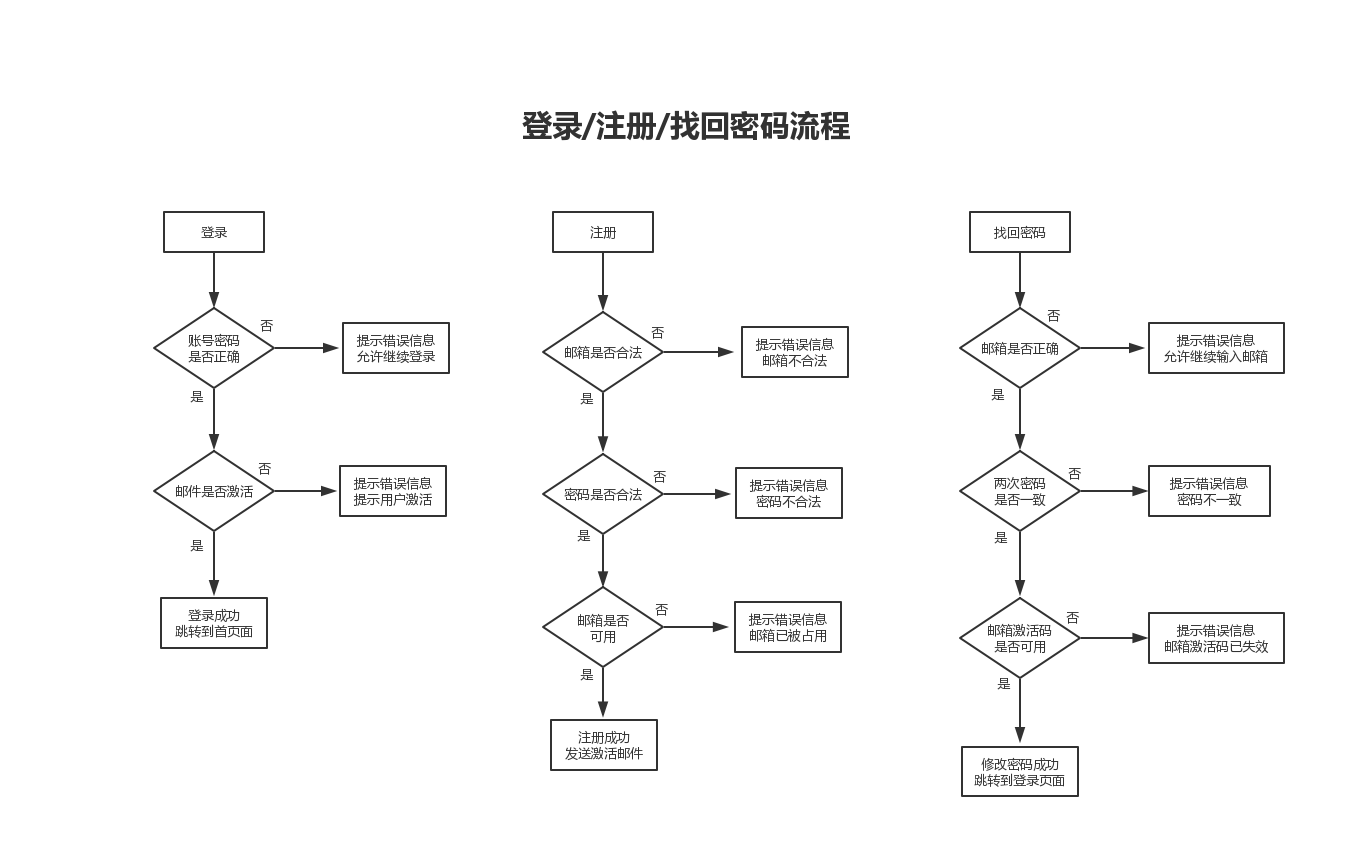 登录/注册/找回密码流程
登录
账号密码
是否正确
否
提示错误信息
允许继续登录
是
邮件是否激活
否
提示错误信息
提示用户激活
是
登录成功
跳转到首页面
注册
邮箱是否合法
否
提示错误信息
邮箱不合法
是
密码是否合法
否
提示错误信息
密码不合法
是
邮箱是否
可用
否
提示错误信息
邮箱已被占用
是
注册成功
发送激活邮件
找回密码
邮箱是否正确
否
提示错误信息
允许继续输入邮箱
是
两次密码
是否一致
否
提示错误信息
密码不一致
是
邮箱激活码
是否可用
否
提示错误信息
邮箱激活码已失效
是
修改密码成功
跳转到登录页面